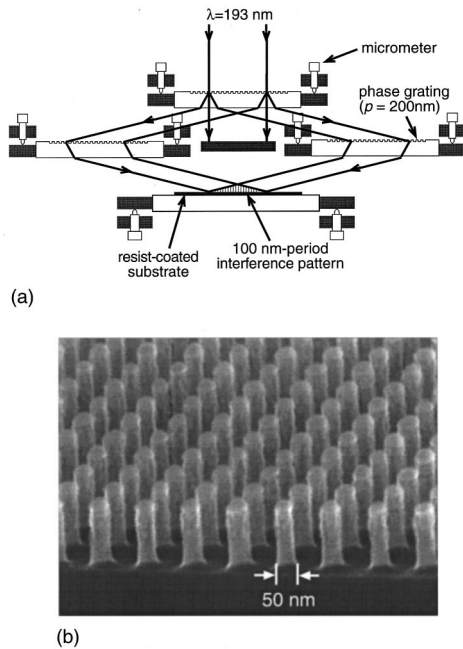 λ=193 nm
micrometer
phase grating
(p = 200nm)
resist-coated
substrate
100 nm-period
interference pattern
(a)
50 nm
(b)